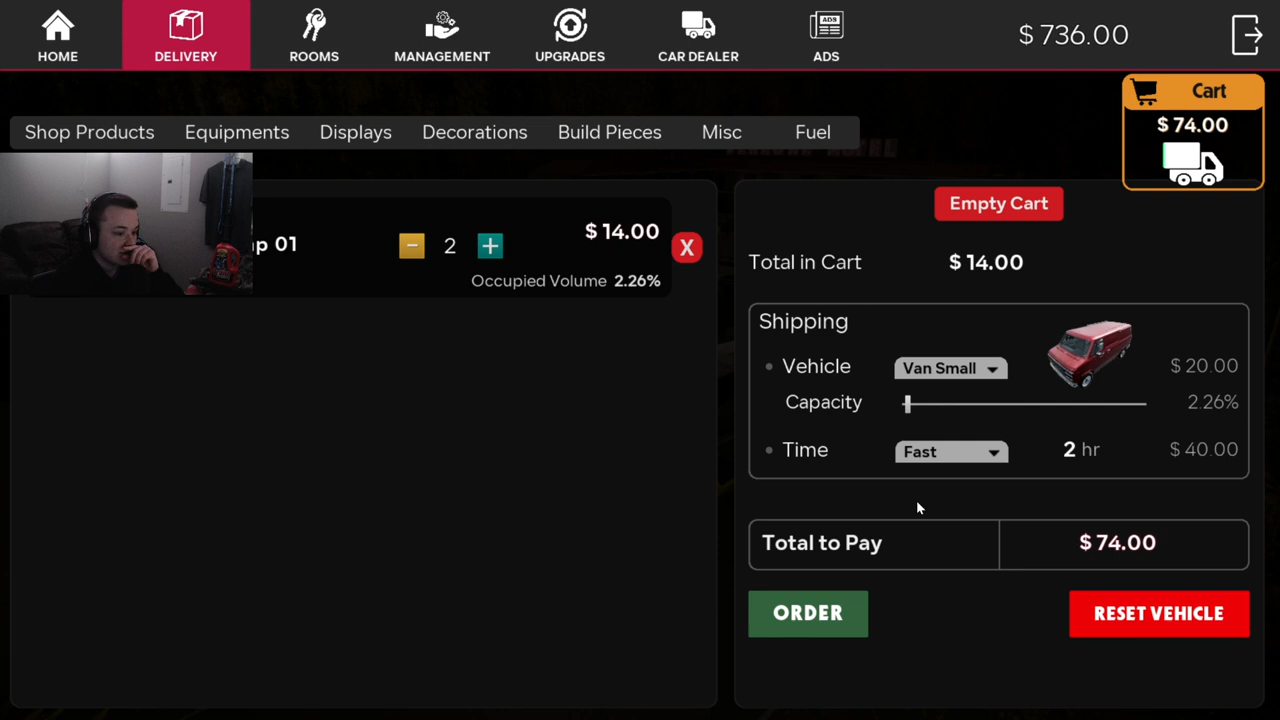 HOME
DELIVERY
ROOMS
MANAGEMENT
UPGRADES
CAR DEALER
ADS
ADS
$ 736.00
Cart
$ 74.00
Shop Products
Equipments
Displays
Decorations
Build Pieces
Misc
Fuel
p 01
2
$ 14.00
X
Occupied Volume 2.26%
Empty Cart
Total in Cart $ 14.00
Shipping
Vehicle Van Small $ 20.00
Capacity 2.26%
Time Fast 2 hr $ 40.00
Total to Pay $ 74.00
ORDER
RESET VEHICLE